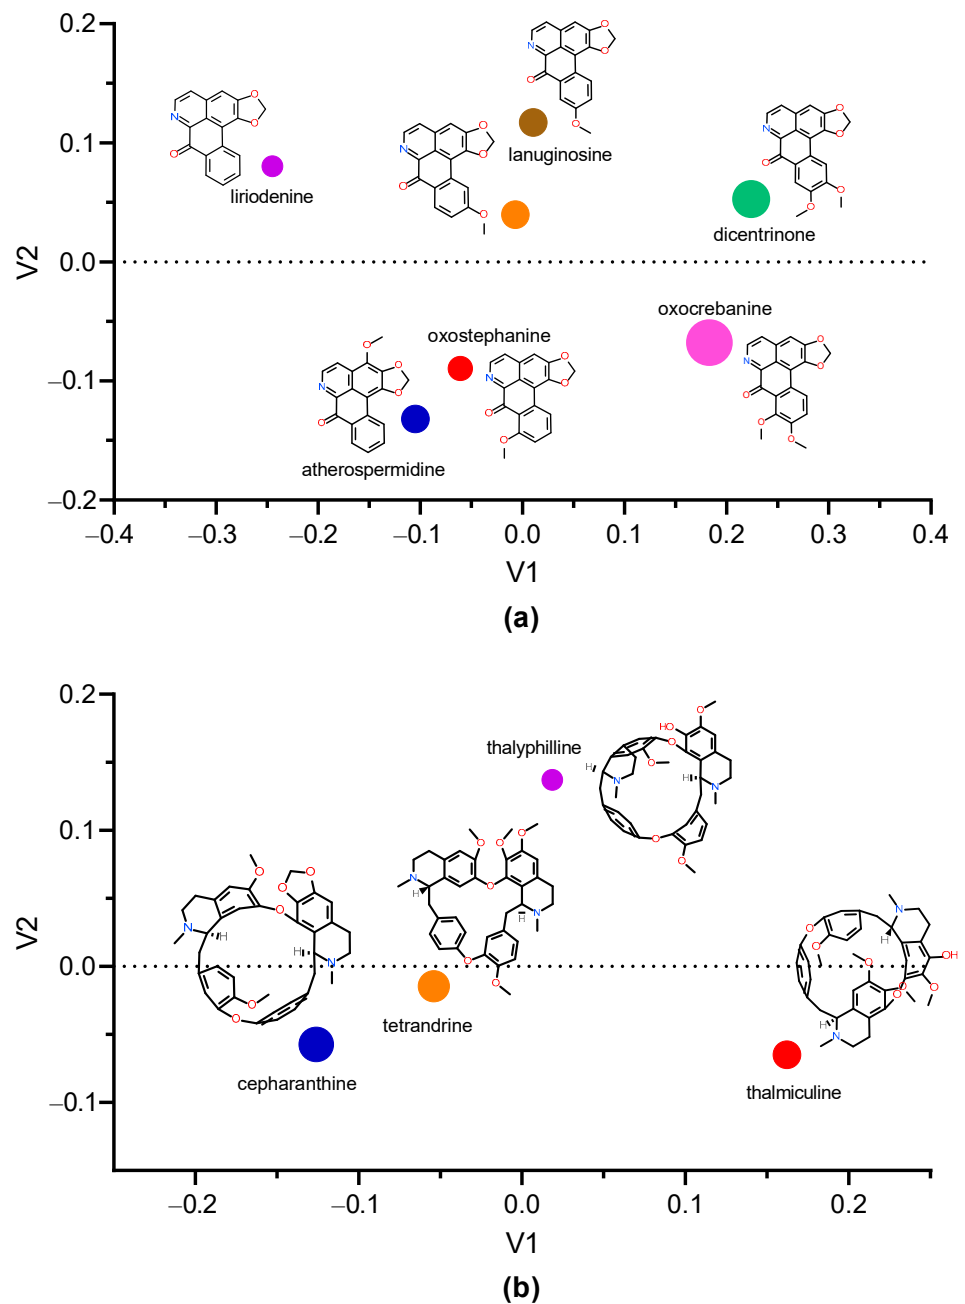 0.2
0.1
0.0
−0.1
−0.2
V2
liriodenine
lanuginosine
dicentrinone
oxocrebanine
oxostephanine
atherospermidine
N
O
O
O
N
O
O
O
O
N
O
O
O
O
N
O
O
O
O
O
O
N
O
O
O
N
O
O
O
O
N
O
O
O
O
O
−0.4
−0.3
−0.2
−0.1
0.0
0.1
0.2
0.3
0.4
V1
(a)
0.2
0.1
0.0
−0.1
V2
thalyphilline
HO
O
O
O
H
H
N
N
O
O
O
O
O
O
N
H
O
H
N
O
O
O
O
O
N
H
O
H
N
O
O
N
O
O
H
OH
O
O
O
O
H
N
tetrandrine
cepharanthine
thalmiculine
−0.2
−0.1
0.0
0.1
0.2
V1
(b)